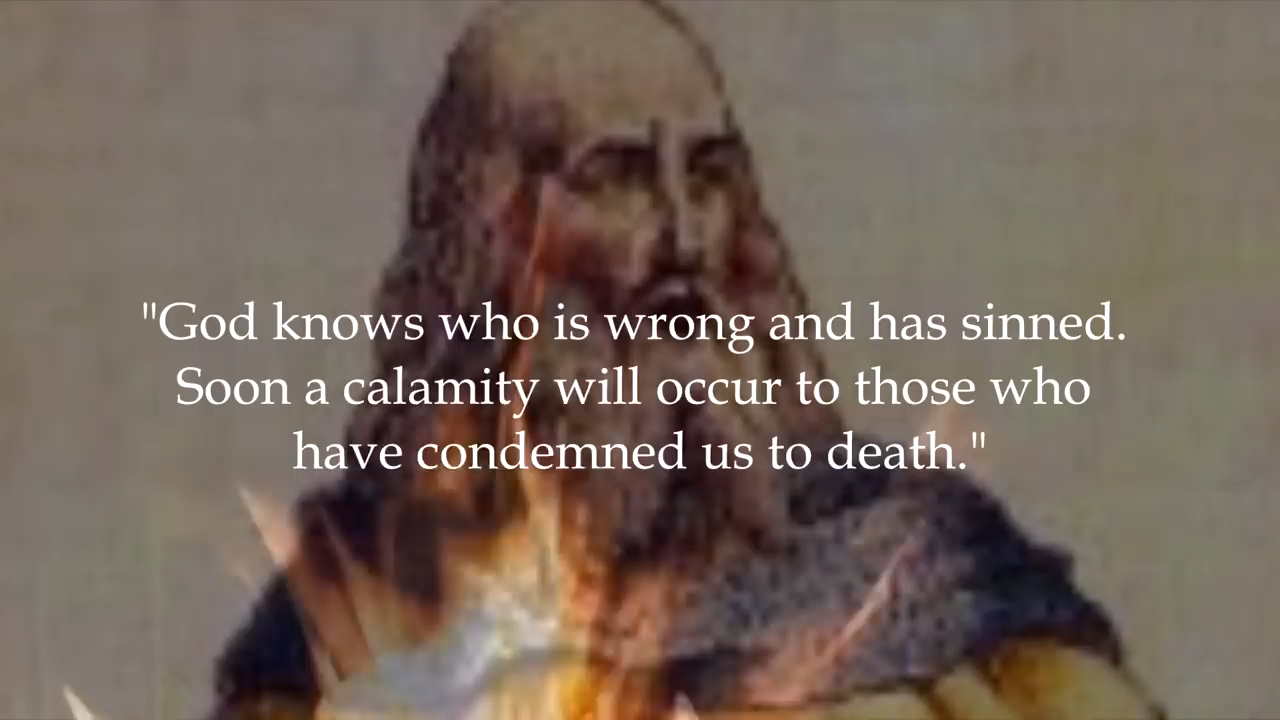 "God knows who is wrong and has sinned.
Soon a calamity will occur to those who
have condemned us to death."